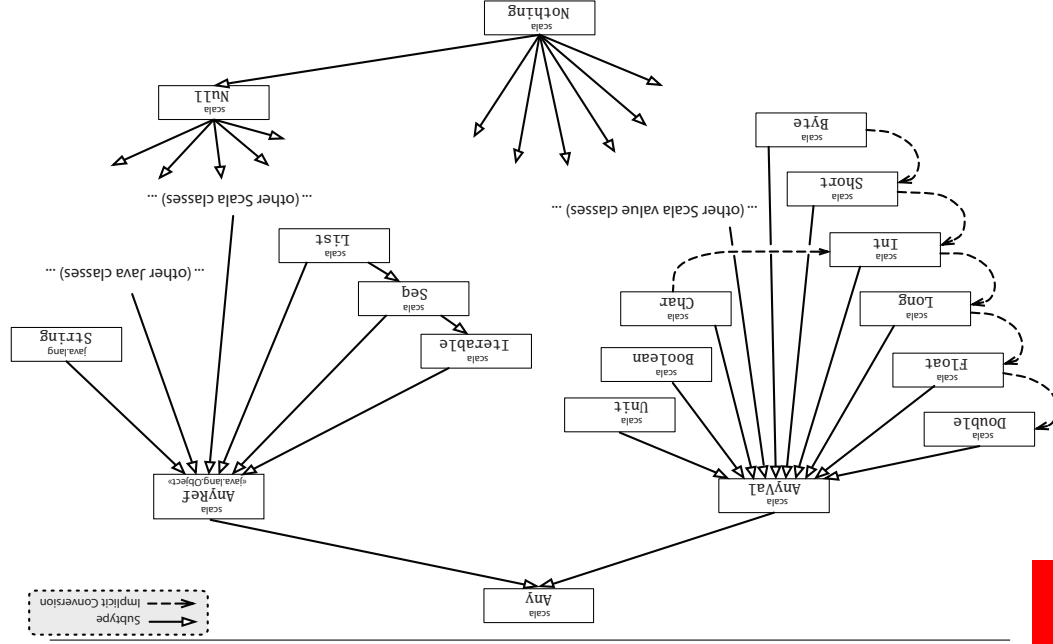 Subtype
Implicit Conversion
scala
Any
scala
AnyVal
scala
AnyRef
«java.lang.Object»
scala
Double
scala
Unit
scala
Float
scala
Boolean
scala
Iterable
java.lang
String
scala
Long
scala
Char
scala
Seq
... (other Java classes) ...
scala
Int
scala
List
... (other Scala value classes) ...
... (other Scala classes) ...
scala
Short
scala
Byte
scala
Null
scala
Nothing